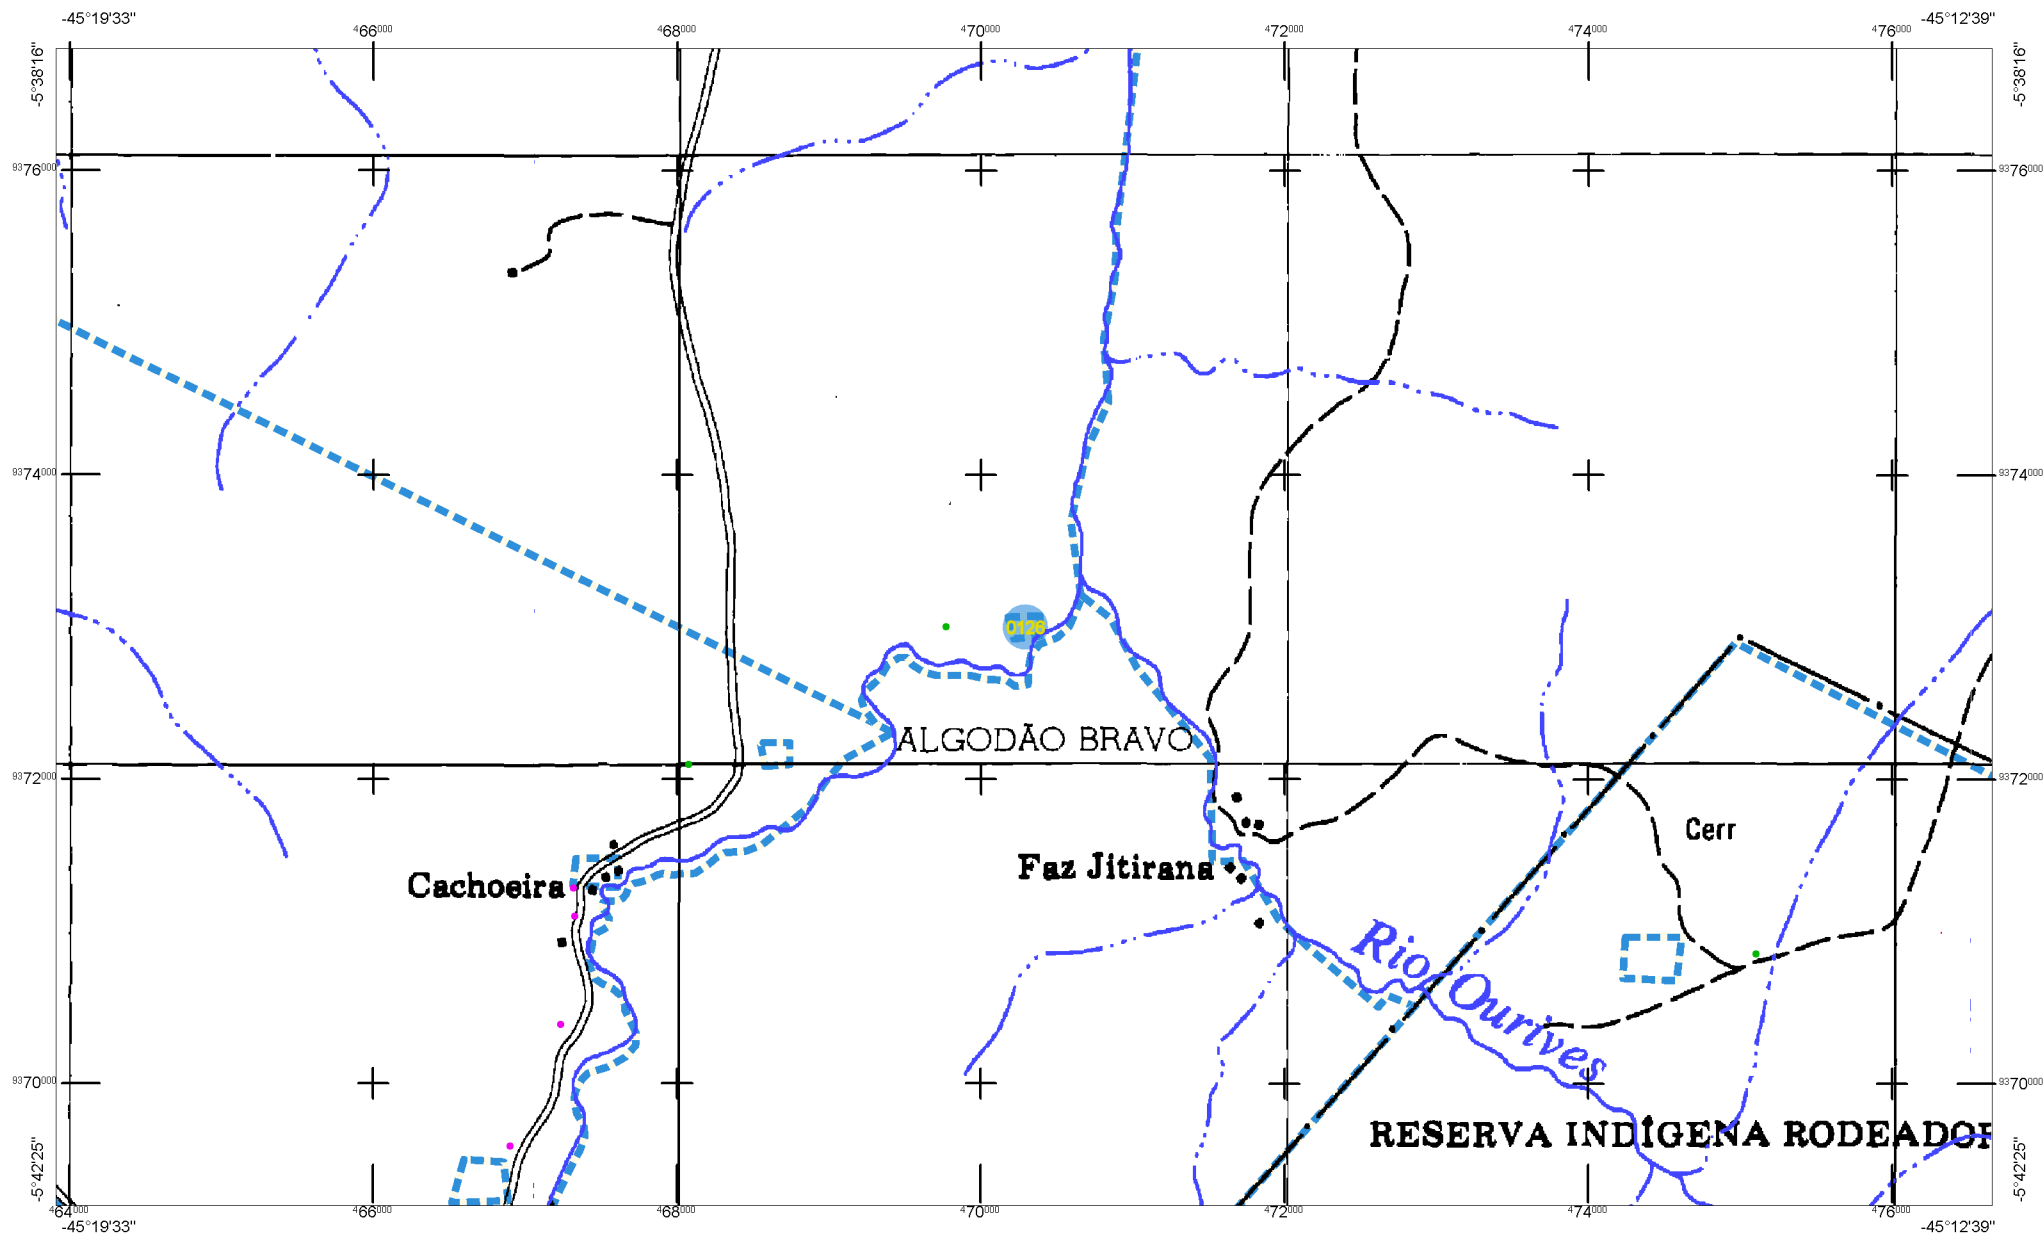 -45°19'33" 466000 468000 470000 472000 474000 476000 -45°12'39"
-5°38'16" -5°38'16"
9376000 9376000
9374000 9374000
0128
ALGODÃO BRAVO
9372000 9372000
Cerr
Cachoeira Faz Jitirana
Rio Ourives
9370000 9370000
RESERVA INDÍGENA RODEADOR
-5°42'25" -5°42'25"
464000 466000 468000 470000 472000 474000 476000
-45°19'33" -45°12'39"